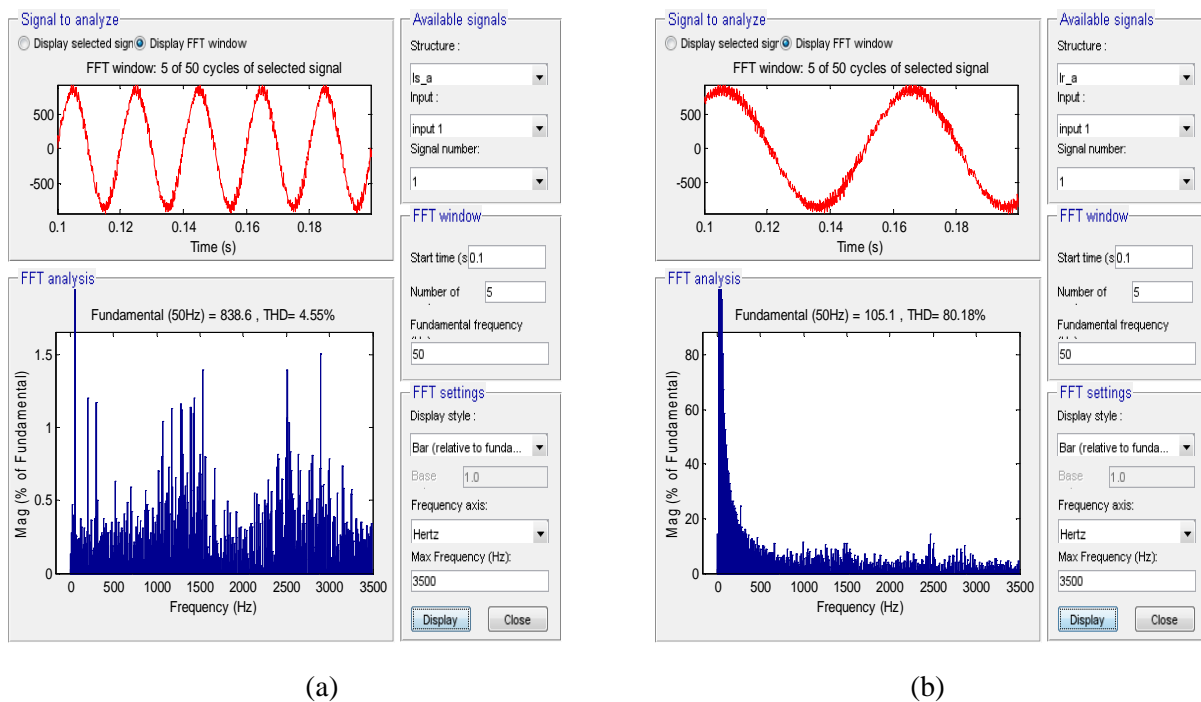 Signal to analyze
Display selected signal
Display FFT window
FFT window: 5 of 50 cycles of selected signal
500
0
-500
0.1
0.12
0.14
0.16
0.18
Time (s)
FFT analysis
Fundamental (50Hz) = 838.6 , THD= 4.55%
Mag (% of Fundamental)
1.5
1
0.5
0
0
500
1000
1500
2000
2500
3000
3500
Frequency (Hz)
Available signals
Structure :
Is_a
Input :
input 1
Signal number:
1
FFT window
Start time (s
0.1
Number of
5
Fundamental frequency
50
FFT settings
Display style :
Bar (relative to funda...
Base
1.0
Frequency axis:
Hertz
Max Frequency (Hz):
3500
Display
Close
(a)
Signal to analyze
Display selected signal
Display FFT window
FFT window: 5 of 50 cycles of selected signal
500
0
-500
0.1
0.12
0.14
0.16
0.18
Time (s)
FFT analysis
Fundamental (50Hz) = 105.1 , THD= 80.18%
Mag (% of Fundamental)
80
60
40
20
0
0
500
1000
1500
2000
2500
3000
3500
Frequency (Hz)
Available signals
Structure :
Ir_a
Input :
input 1
Signal number:
1
FFT window
Start time (s
0.1
Number of
5
Fundamental frequency
50
FFT settings
Display style :
Bar (relative to funda...
Base
1.0
Frequency axis:
Hertz
Max Frequency (Hz):
3500
Display
Close
(b)